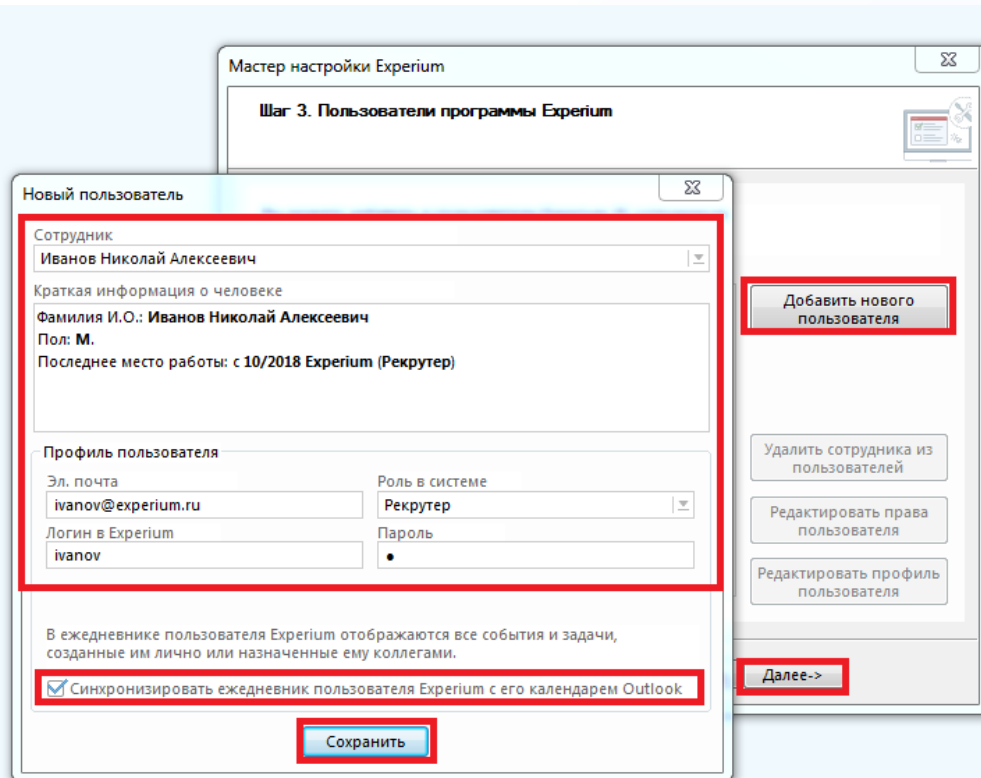 Мастер настройки Experium
Шаг 3. Пользователи программы Experium
Новый пользователь
Сотрудник
Иванов Николай Алексеевич
Краткая информация о человеке
Фамилия И.О.: Иванов Николай Алексеевич
Пол: М.
Последнее место работы: с 10/2018 Experium (Рекрутер)
Профиль пользователя
Эл. почта
Роль в системе
ivanov@experium.ru
Рекрутер
Логин в Experium
Пароль
ivanov
●
В ежедневнике пользователя Experium отображаются все события и задачи,
созданные им лично или назначенные ему коллегами.
Синхронизировать ежедневник пользователя Experium с его календарем Outlook
Сохранить
Добавить нового
пользователя
Удалить сотрудника из
пользователей
Редактировать права
пользователя
Редактировать профиль
пользователя
Далее->